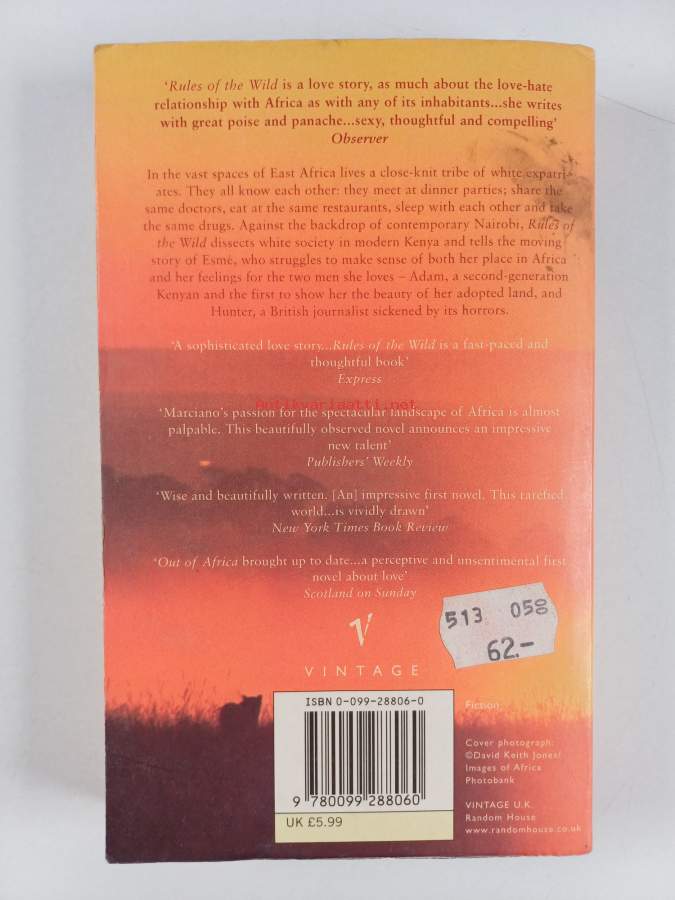 'Rules of the Wild is a love story, as much about the love-hate
relationship with Africa as with any of its inhabitants...she writes
with great poise and panache...sexy, thoughtful and compelling'
Observer
In the vast spaces of East Africa lives a close-knit tribe of white expatri-
ates. They all know each other: they meet at dinner parties; share the
same doctors, eat at the same restaurants, sleep with each other and take
the same drugs. Against the backdrop of contemporary Nairobi, Rules of
the Wild dissects white society in modern Kenya and tells the moving
story of Esmé, who struggles to make sense of both her place in Africa
and her feelings for the two men she loves – Adam, a second-generation
Kenyan and the first to show her the beauty of her adopted land, and
Hunter, a British journalist sickened by its horrors.
'A sophisticated love story...Rules of the Wild is a fast-paced and
thoughtful book'
Express
Antikvariaatti.net
'Marciano's passion for the spectacular landscape of Africa is almost
palpable. This beautifully observed novel announces an impressive
new talent'
Publishers' Weekly
'Wise and beautifully written. [An] impressive first novel. This rarefied
world...is vividly drawn'
New York Times Book Review
'Out of Africa brought up to date...a perceptive and unsentimental first
novel about love'
Scotland on Sunday
513 058
62.-
V
VINTAGE
ISBN 0-099-28806-0
9 780099 288060
UK £5.99
Fiction
Cover photograph:
©David Keith Jones/
Images of Africa
Photobank
VINTAGE U.K.
Random House
www.randomhouse.co.uk